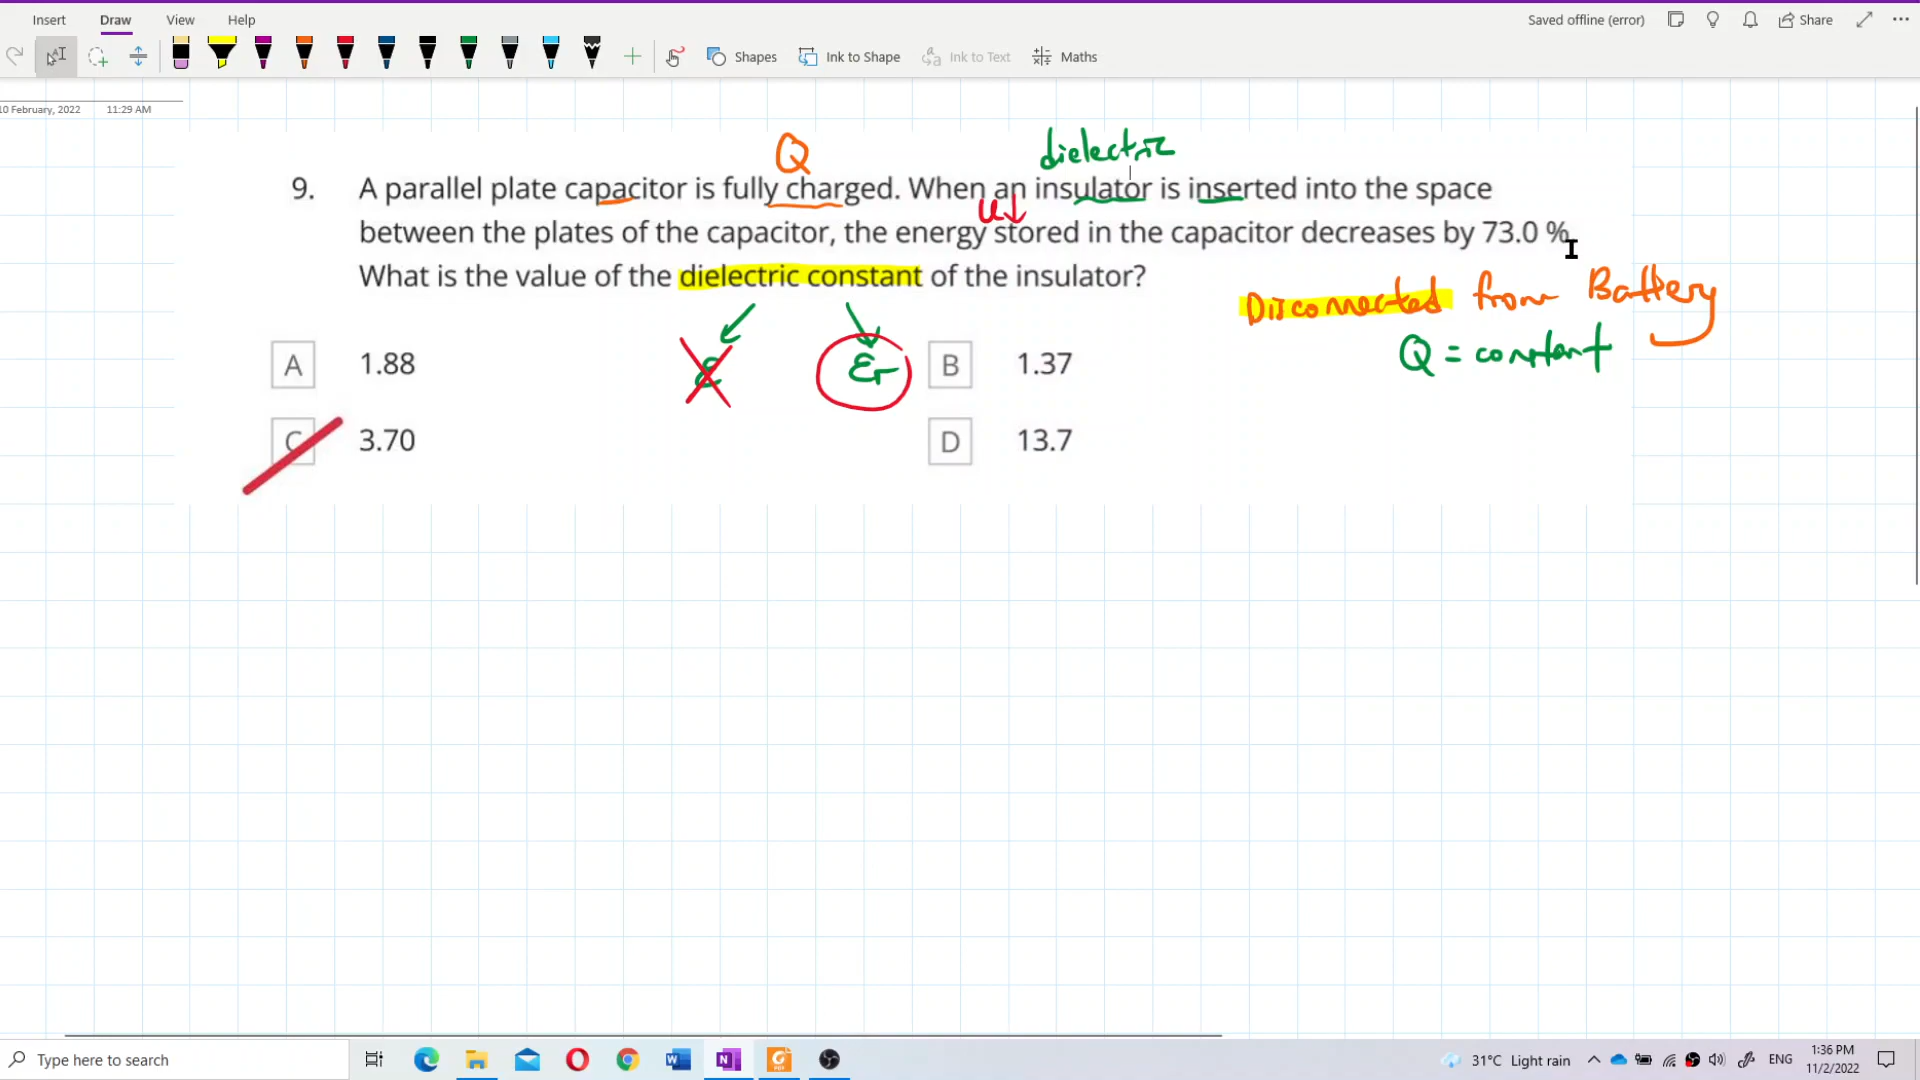 Insert Draw View Help
Saved offline (error) Share
Shapes Ink to Shape Ink to Text Maths
10 February, 2022 11:29 AM
Q dielectric
9. A parallel plate capacitor is fully charged. When an insulator is inserted into the space
U↓
between the plates of the capacitor, the energy stored in the capacitor decreases by 73.0 %.
What is the value of the dielectric constant of the insulator?
Disconnected from Battery
Q = constant
A 1.88
ε εr
B 1.37
C 3.70
D 13.7
Type here to search
31°C Light rain
ENG
1:36 PM
11/2/2022